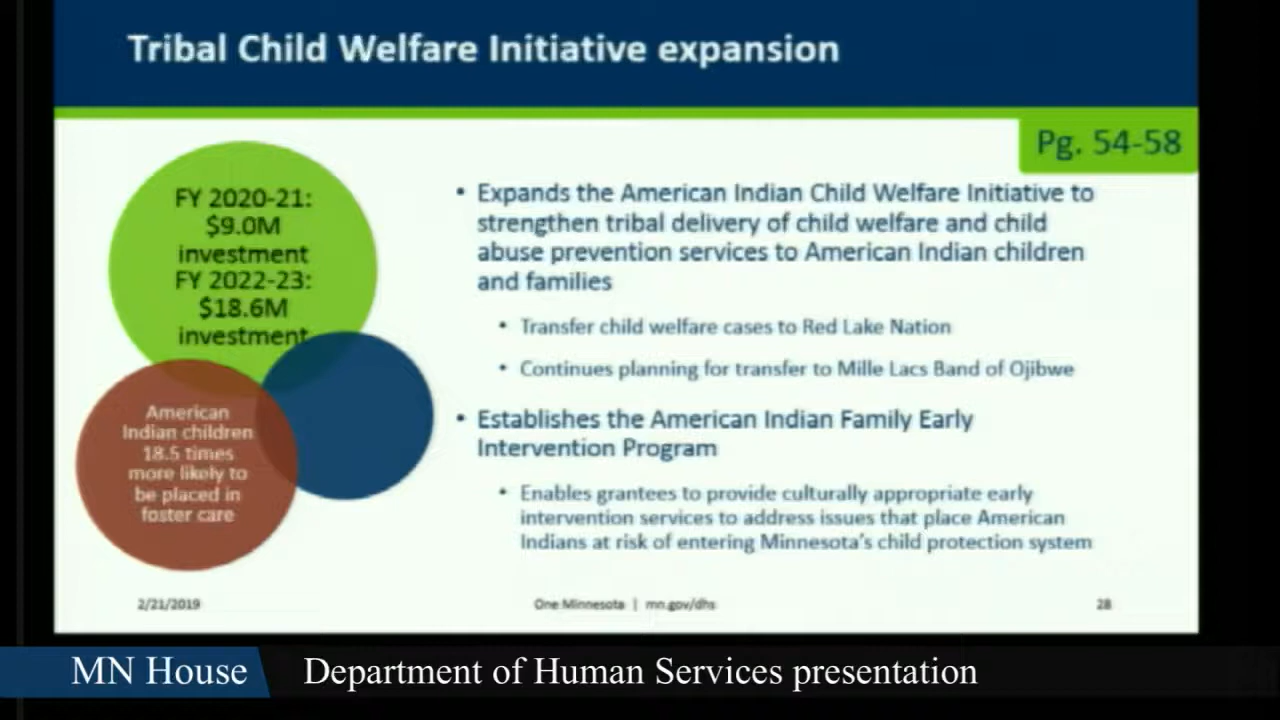 Tribal Child Welfare Initiative expansion
Pg. 54-58
FY 2020-21:
$9.0M
investment
FY 2022-23:
$18.6M
investment
American
Indian children
18.5 times
more likely to
be placed in
foster care
• Expands the American Indian Child Welfare Initiative to
strengthen tribal delivery of child welfare and child
abuse prevention services to American Indian children
and families
• Transfer child welfare cases to Red Lake Nation
• Continues planning for transfer to Mille Lacs Band of Ojibwe
• Establishes the American Indian Family Early
Intervention Program
• Enables grantees to provide culturally appropriate early
intervention services to address issues that place American
Indians at risk of entering Minnesota's child protection system
2/21/2019
One Minnesota | mn.gov/dhs
28
MN House
Department of Human Services presentation